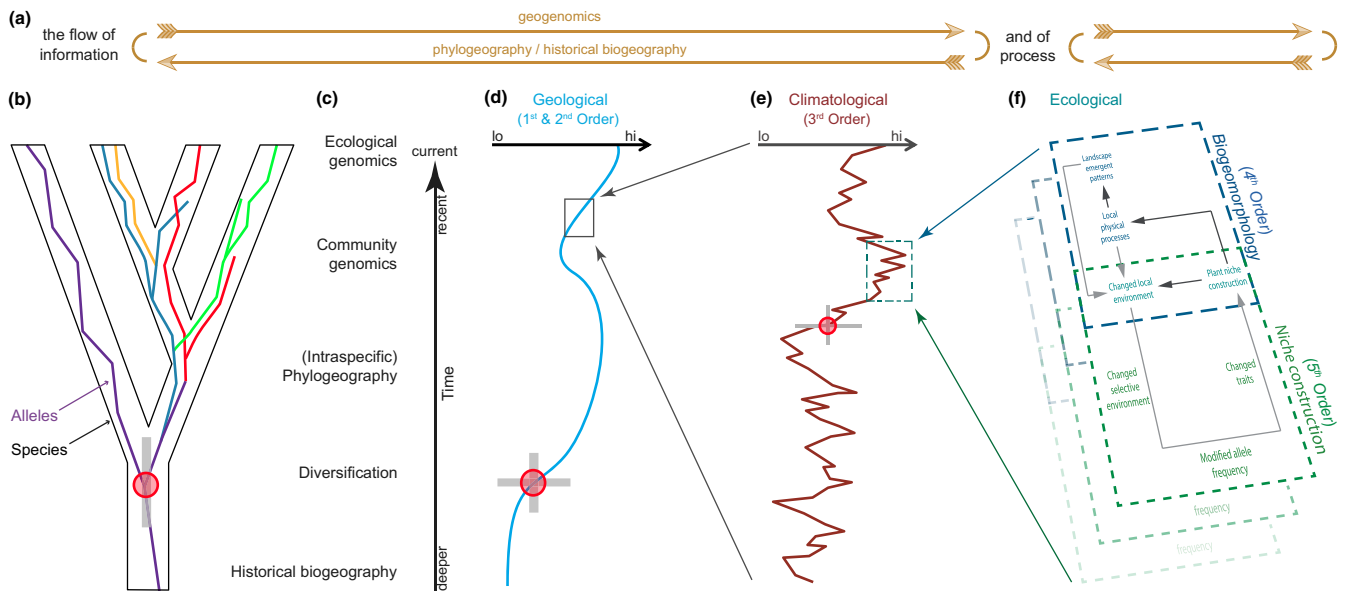 (a)
the flow of
information
geogenomics
phylogeography / historical biogeography
and of
process
(b)
Alleles
Species
(c)
Ecological
genomics
Community
genomics
(Intraspecific)
Phylogeography
Diversification
Historical biogeography
current
recent
Time
deeper
(d)
Geological
(1st & 2nd Order)
lo
hi
(e)
Climatological
(3rd Order)
lo
hi
(f)
Ecological
Landscape
emergent
patterns
Local
physical
processes
Changed local
environment
Plant niche
construction
Biogeomorphology
(4th Order)
Changed
selective
environment
Changed
traits
Niche construction
(5th Order)
Modified allele
frequency
frequency
frequency